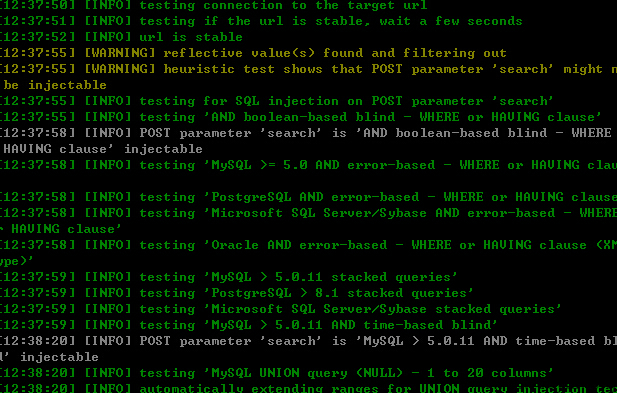 [12:37:50] [INFO] testing connection to the target url
[12:37:51] [INFO] testing if the url is stable, wait a few seconds
[12:37:52] [INFO] url is stable
[12:37:55] [WARNING] reflective value(s) found and filtering out
[12:37:55] [WARNING] heuristic test shows that POST parameter 'search' might n
be injectable
[12:37:55] [INFO] testing for SQL injection on POST parameter 'search'
[12:37:55] [INFO] testing 'AND boolean-based blind - WHERE or HAVING clause'
[12:37:58] [INFO] POST parameter 'search' is 'AND boolean-based blind - WHERE
HAVING clause' injectable
[12:37:58] [INFO] testing 'MySQL >= 5.0 AND error-based - WHERE or HAVING clau
[12:37:58] [INFO] testing 'PostgreSQL AND error-based - WHERE or HAVING clause
[12:37:58] [INFO] testing 'Microsoft SQL Server/Sybase AND error-based - WHERE
r HAVING clause'
[12:37:58] [INFO] testing 'Oracle AND error-based - WHERE or HAVING clause (XM
ype)'
[12:37:59] [INFO] testing 'MySQL > 5.0.11 stacked queries'
[12:37:59] [INFO] testing 'PostgreSQL > 8.1 stacked queries'
[12:37:59] [INFO] testing 'Microsoft SQL Server/Sybase stacked queries'
[12:37:59] [INFO] testing 'MySQL > 5.0.11 AND time-based blind'
[12:38:20] [INFO] POST parameter 'search' is 'MySQL > 5.0.11 AND time-based bl
d' injectable
[12:38:20] [INFO] testing 'MySQL UNION query (NULL) - 1 to 20 columns'
[12:38:20] [INFO] automatically extending ranges for UNION query injection tec